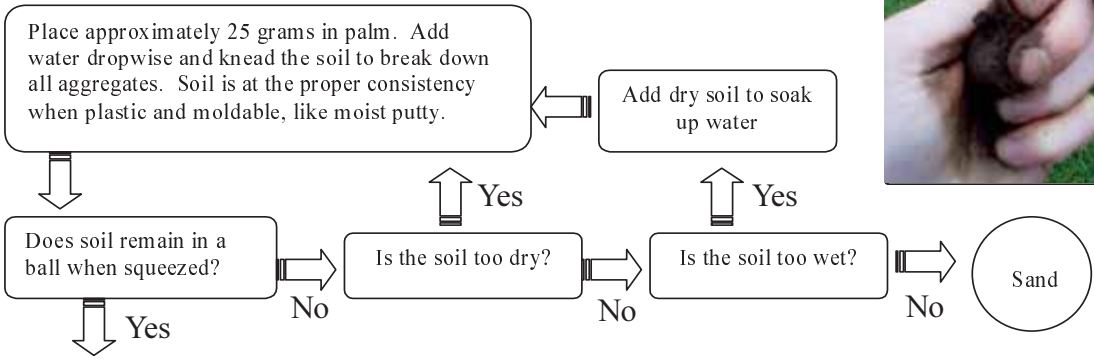 Place approximately 25 grams in palm. Add
water dropwise and knead the soil to break down
all aggregates. Soil is at the proper consistency
when plastic and moldable, like moist putty.
Add dry soil to soak
up water
Yes
Yes
Does soil remain in a
ball when squeezed?
No
Is the soil too dry?
No
Is the soil too wet?
No
Sand
Yes